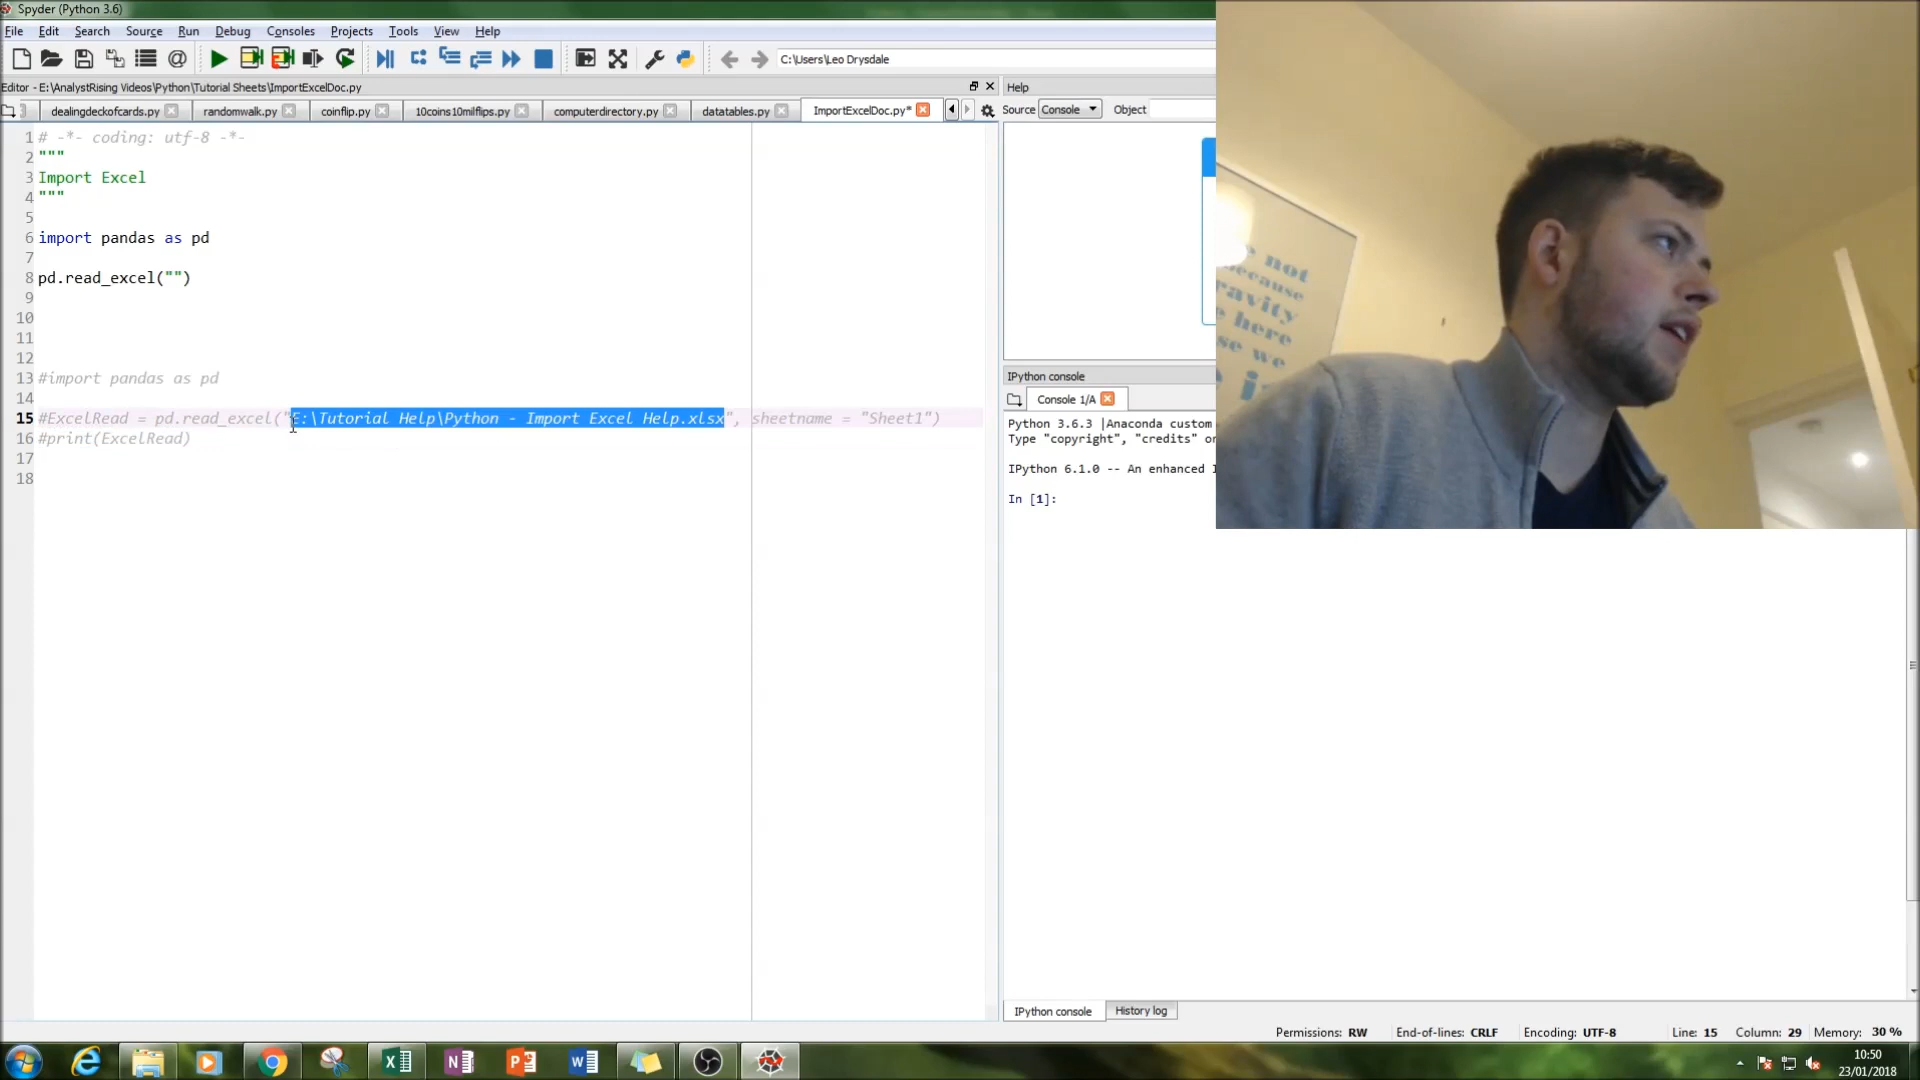 Spyder (Python 3.6)
File Edit Search Source Run Debug Consoles Projects Tools View Help
C:\Users\Leo Drysdale
Editor - E:\AnalystRising Videos\Python\Tutorial Sheets\ImportExcelDoc.py
Help
dealingdeckofcards.py randomwalk.py coinflip.py 10coins10milflips.py computerdirectory.py datatables.py ImportExcelDoc.py*
Source Console Object
1 # -*- coding: utf-8 -*-
2 """
3 Import Excel
4 """
5
6 import pandas as pd
7
8 pd.read_excel("")
9
10
11
12
13 #import pandas as pd
14
15 #ExcelRead = pd.read_excel("E:\Tutorial Help\Python - Import Excel Help.xlsx", sheetname = "Sheet1")
16 #print(ExcelRead)
17
18
IPython console
Console 1/A
Python 3.6.3 |Anaconda custom
Type "copyright", "credits" or
IPython 6.1.0 -- An enhanced
In [1]:
not
because
ravity
here
se we
IPython console History log
Permissions: RW End-of-lines: CRLF Encoding: UTF-8 Line: 15 Column: 29 Memory: 30 %
10:50
23/01/2018